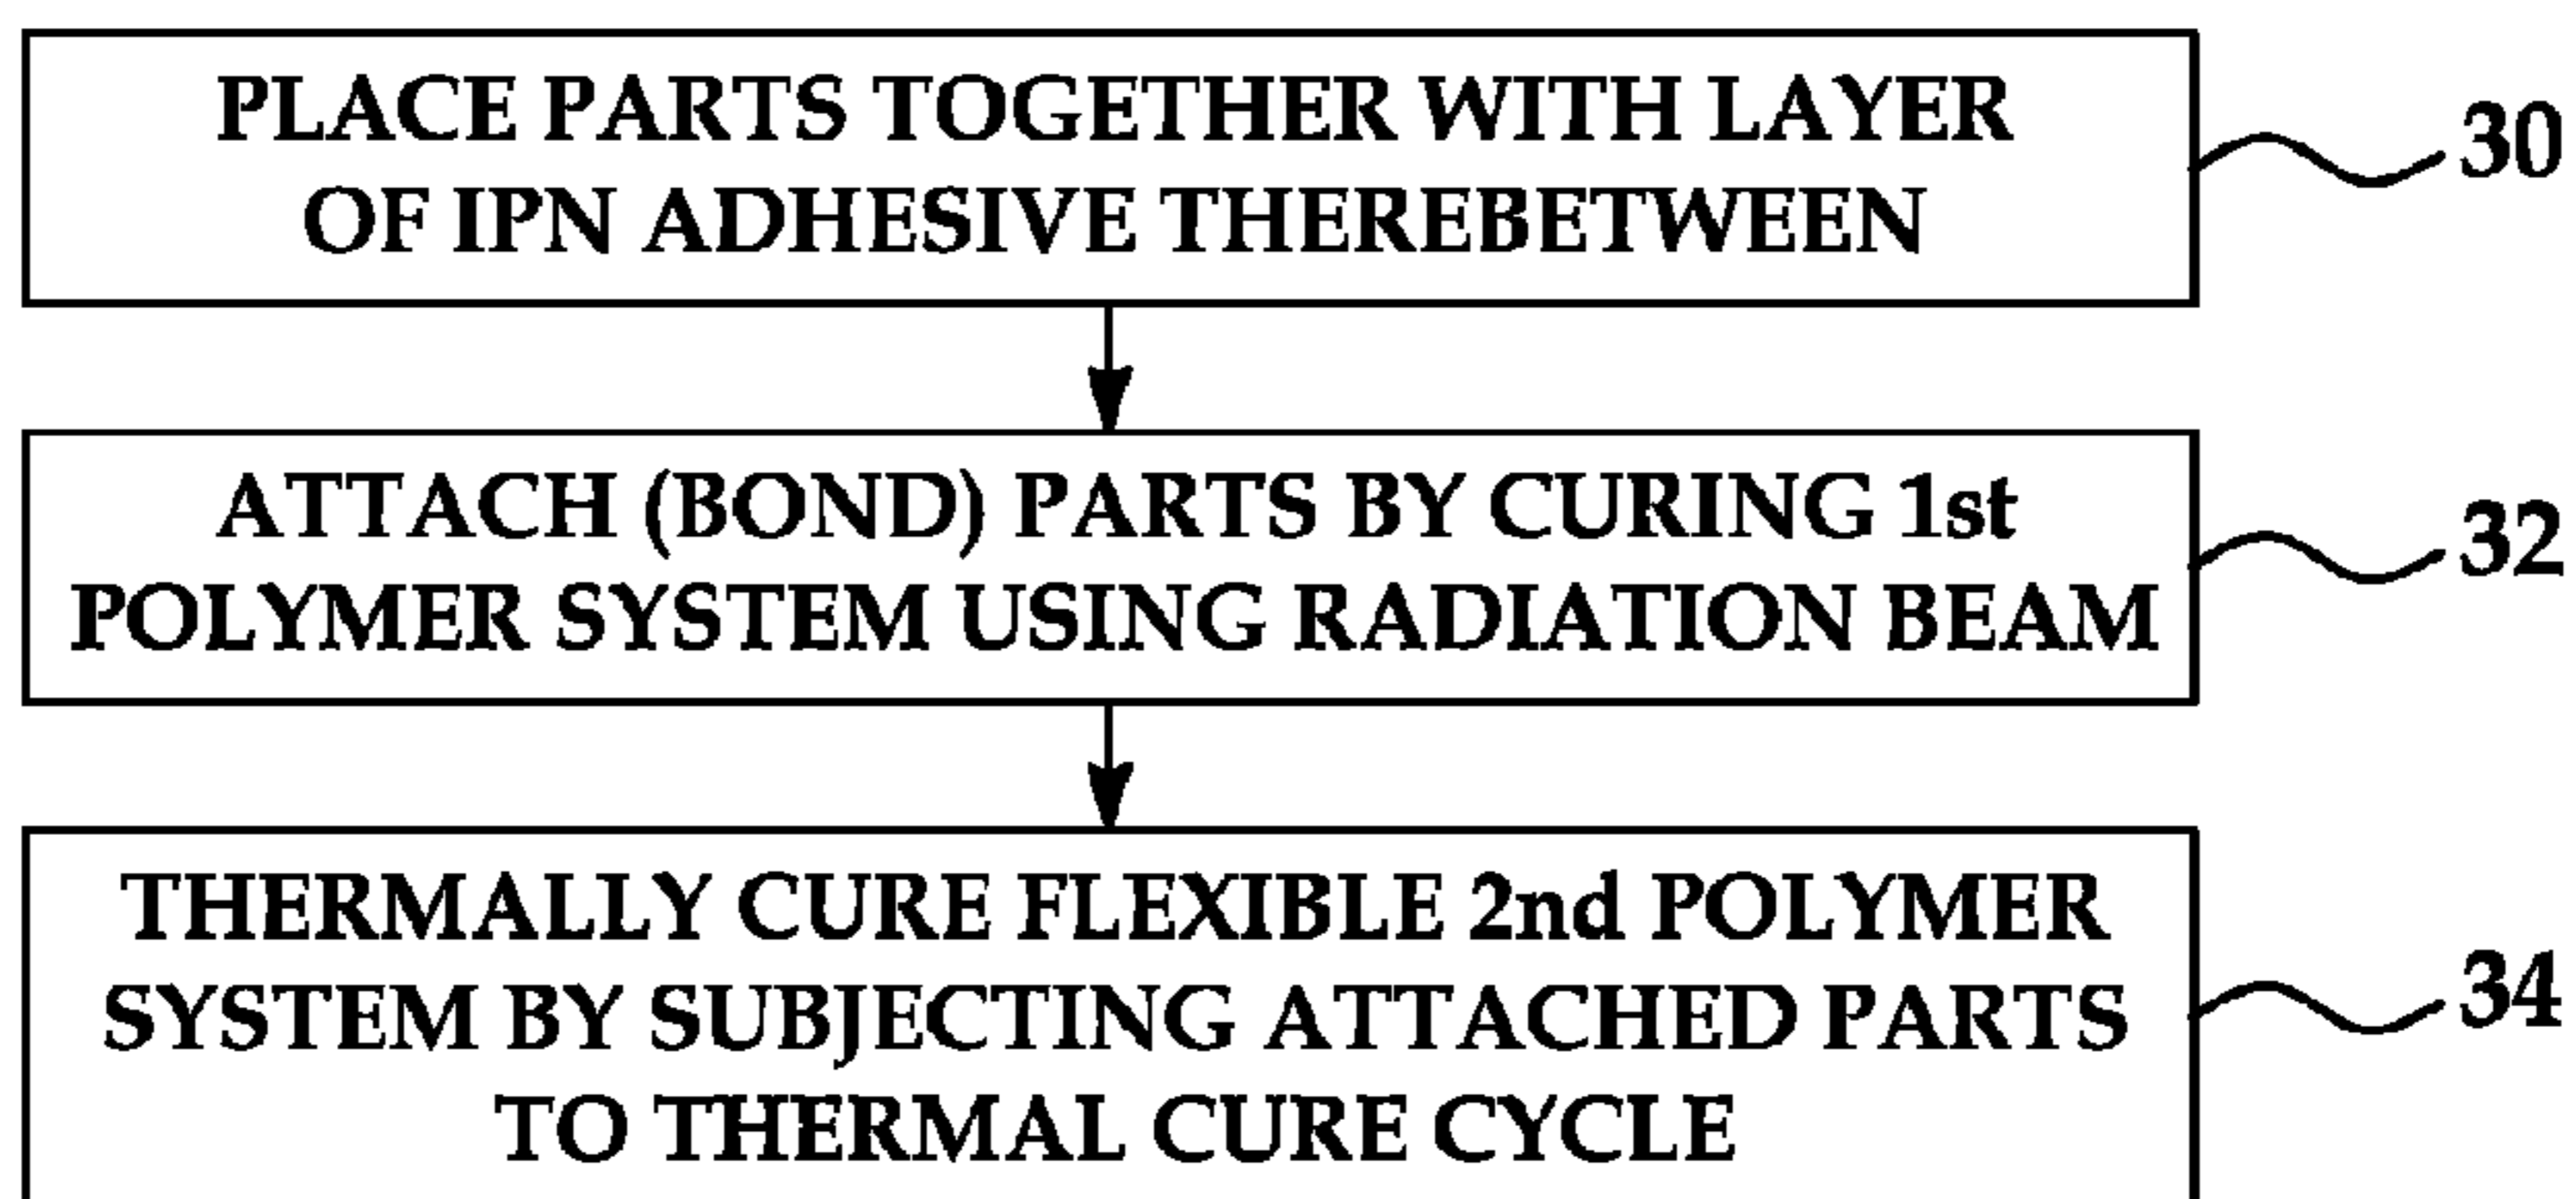 PLACE PARTS TOGETHER WITH LAYER
OF IPN ADHESIVE THEREBETWEEN
30
ATTACH (BOND) PARTS BY CURING 1st
POLYMER SYSTEM USING RADIATION BEAM
32
THERMALLY CURE FLEXIBLE 2nd POLYMER
SYSTEM BY SUBJECTING ATTACHED PARTS
TO THERMAL CURE CYCLE
34